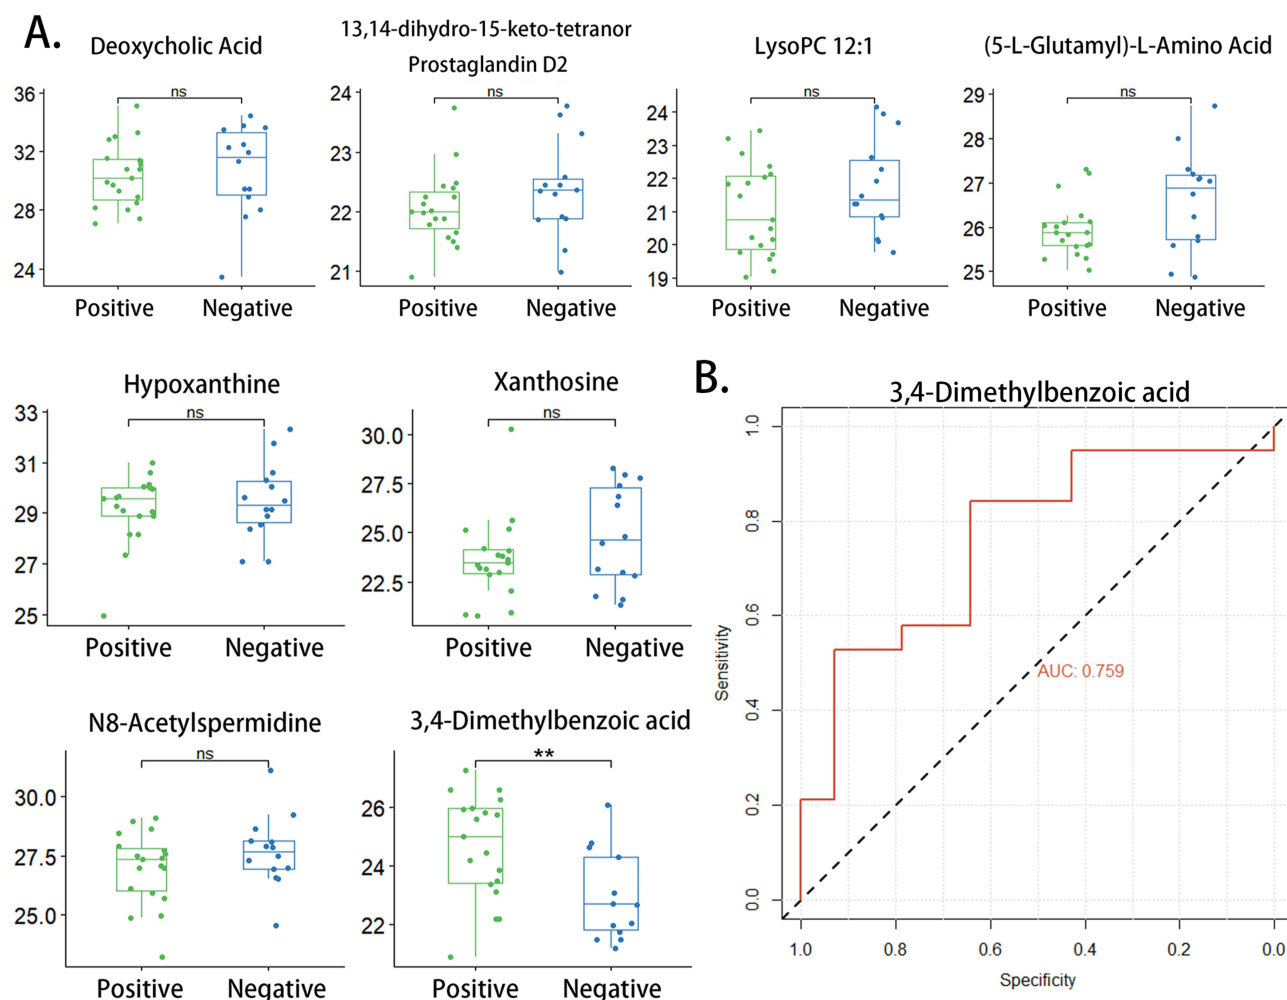 A.
Deoxycholic Acid
13,14-dihydro-15-keto-tetranor
Prostaglandin D2
LysoPC 12:1
(5-L-Glutamyl)-L-Amino Acid
36
32
28
24
ns
Positive
Negative
24
23
22
21
ns
Positive
Negative
24
23
22
21
20
19
ns
Positive
Negative
29
28
27
26
25
ns
Positive
Negative
Hypoxanthine
33
31
29
27
25
ns
Positive
Negative
Xanthosine
30.0
27.5
25.0
22.5
ns
Positive
Negative
N8-Acetylspermidine
30.0
27.5
25.0
ns
Positive
Negative
3,4-Dimethylbenzoic acid
26
24
22
**
Positive
Negative
B.
3,4-Dimethylbenzoic acid
Sensitivity
1.0
0.8
0.6
0.4
0.2
0.0
AUC: 0.759
1.0 0.8 0.6 0.4 0.2 0.0
Specificity